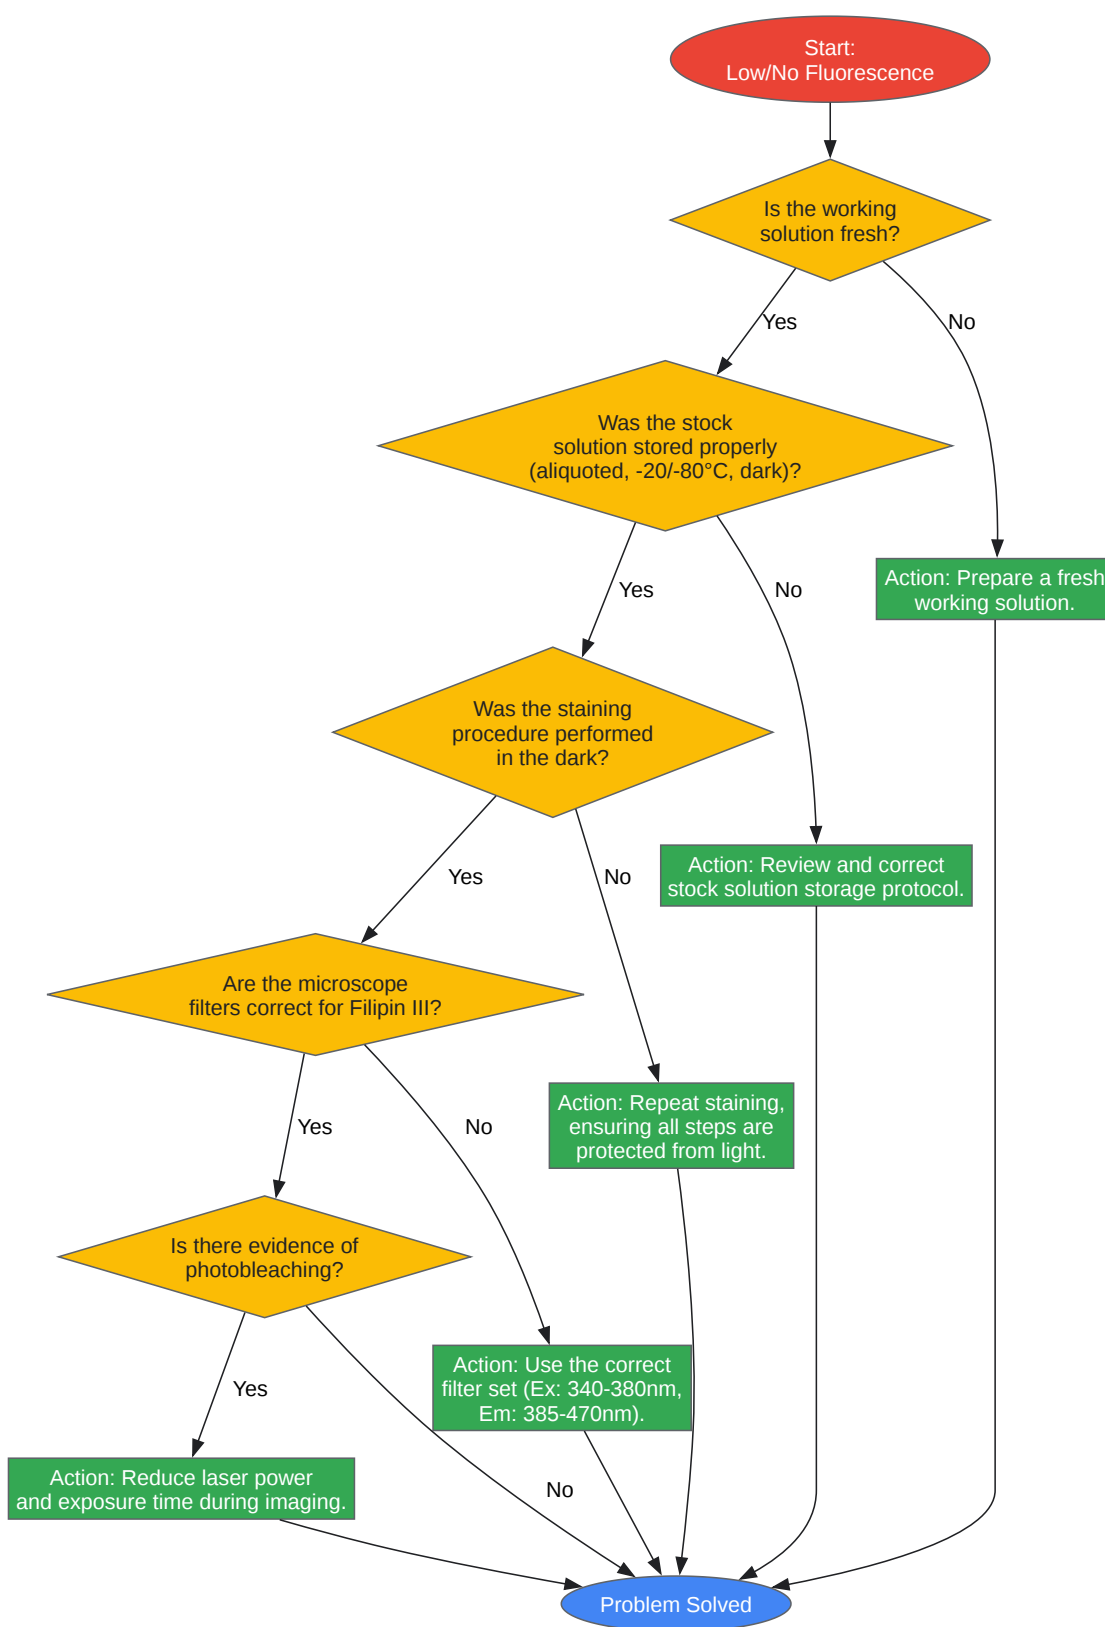 Start:
Low/No Fluorescence
Is the working
solution fresh?
Yes
No
Was the stock
solution stored properly
(aliquoted, -20/-80°C, dark)?
Yes
No
Action: Prepare a fresh
working solution.
Was the staining
procedure performed
in the dark?
Yes
No
Action: Review and correct
stock solution storage protocol.
Are the microscope
filters correct for Filipin III?
Yes
No
Action: Repeat staining,
ensuring all steps are
protected from light.
Is there evidence of
photobleaching?
Yes
No
Action: Use the correct
filter set (Ex: 340-380nm,
Em: 385-470nm).
Action: Reduce laser power
and exposure time during imaging.
Problem Solved